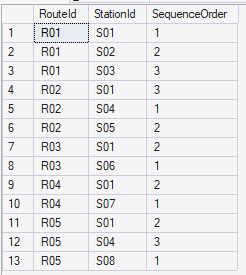 RouteId StationId SequenceOrder
1 R01 S01 1
2 R01 S02 2
3 R01 S03 3
4 R02 S01 3
5 R02 S04 1
6 R02 S05 2
7 R03 S01 2
8 R03 S06 1
9 R04 S01 2
10 R04 S07 1
11 R05 S01 2
12 R05 S04 3
13 R05 S08 1